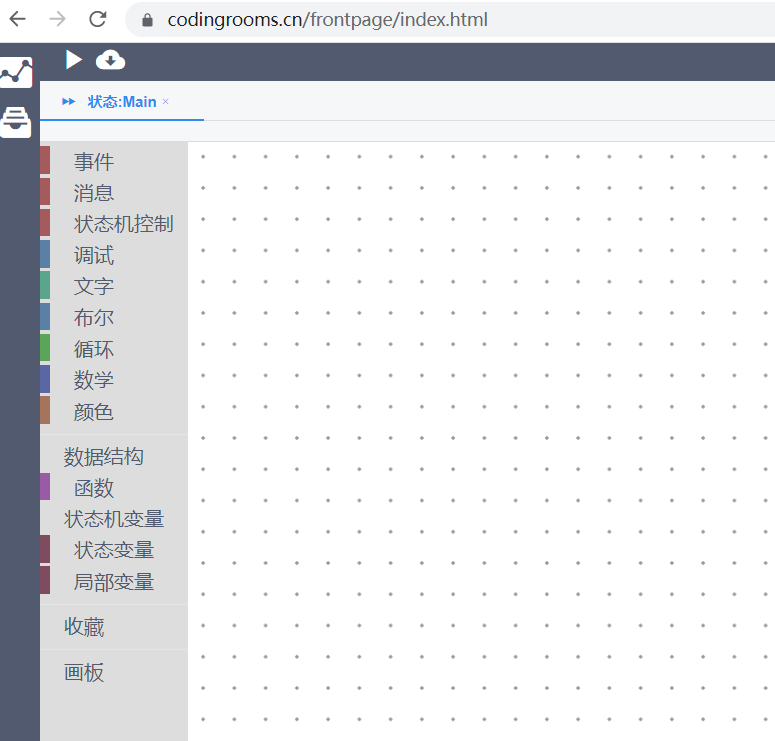 codingrooms.cn/frontpage/index.html
状态:Main ×
事件
消息
状态机控制
调试
文字
布尔
循环
数学
颜色
数据结构
函数
状态机变量
状态变量
局部变量
收藏
画板